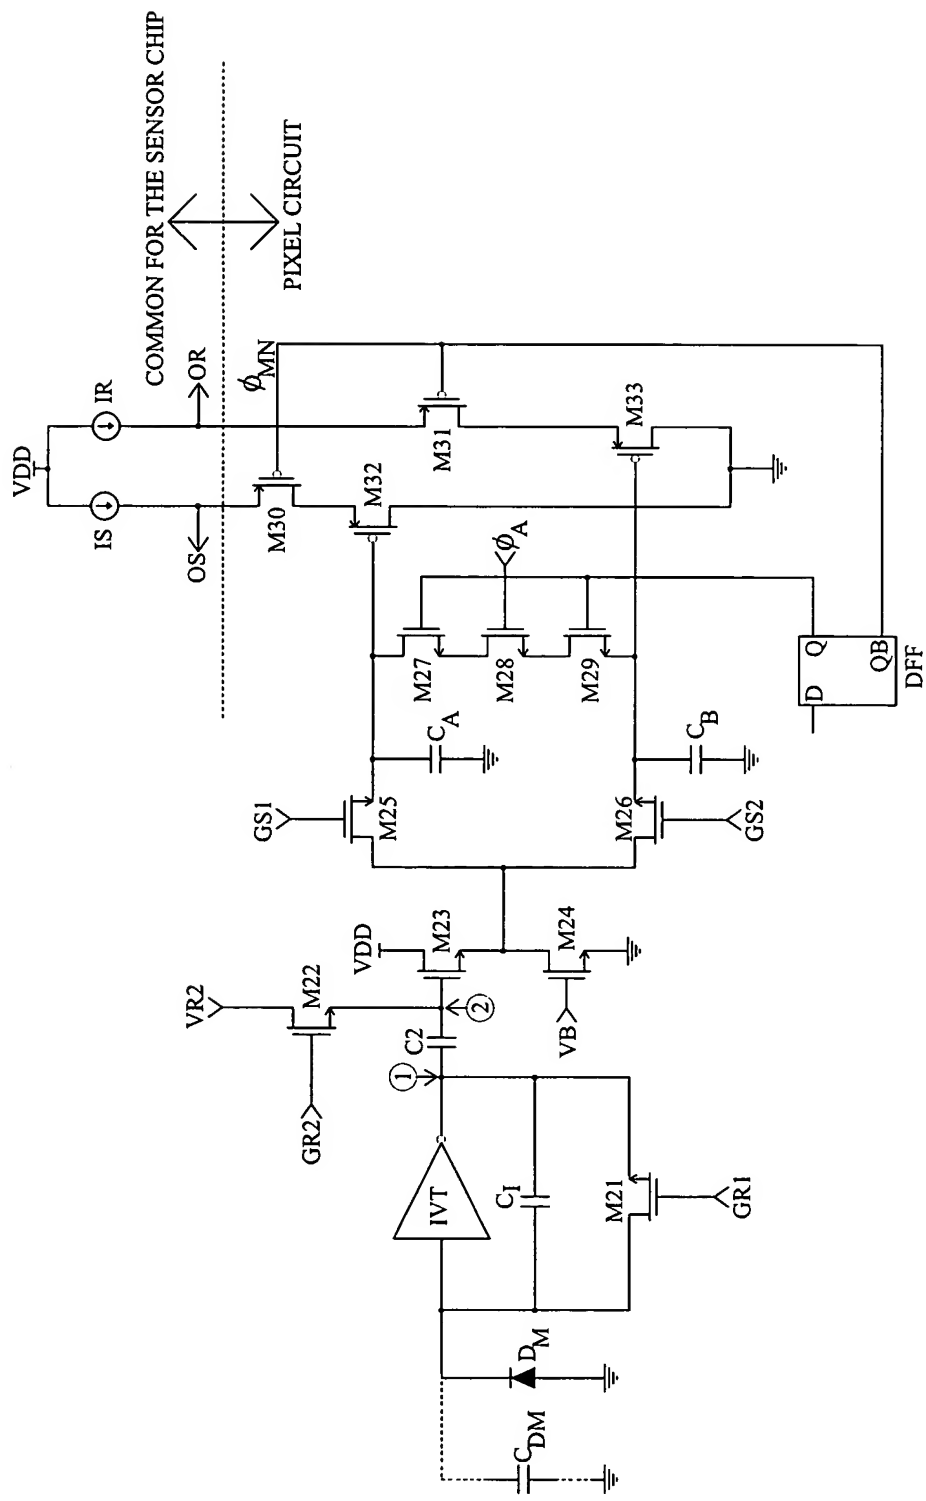 COMMON FOR THE SENSOR CHIP
PIXEL CIRCUIT
VDD
IS
IR
OS
OR
ϕMN
M30
M31
M32
M33
ϕA
M27
M28
M29
D
Q
QB
DFF
CA
CB
GS1
M25
M26
GS2
VDD
M23
M24
VB
VR2
M22
GR2
C2
2
1
IVT
CI
M21
GR1
DM
CDM